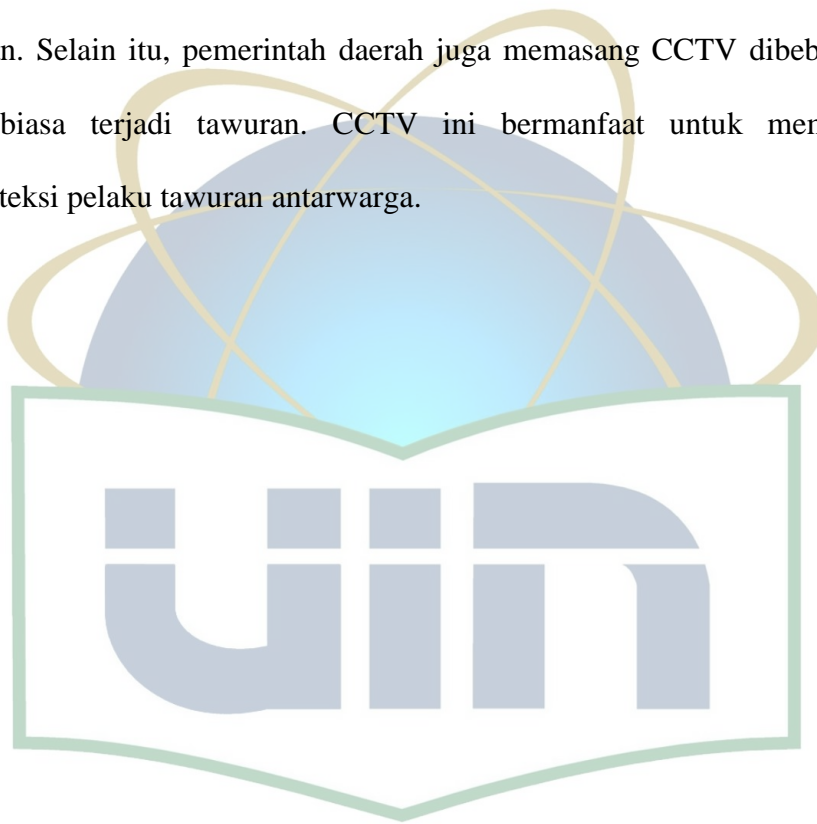 an. Selain itu, pemerintah daerah juga memasang CCTV dibeb
biasa terjadi tawuran. CCTV ini bermanfaat untuk men
teksi pelaku tawuran antarwarga.
uin